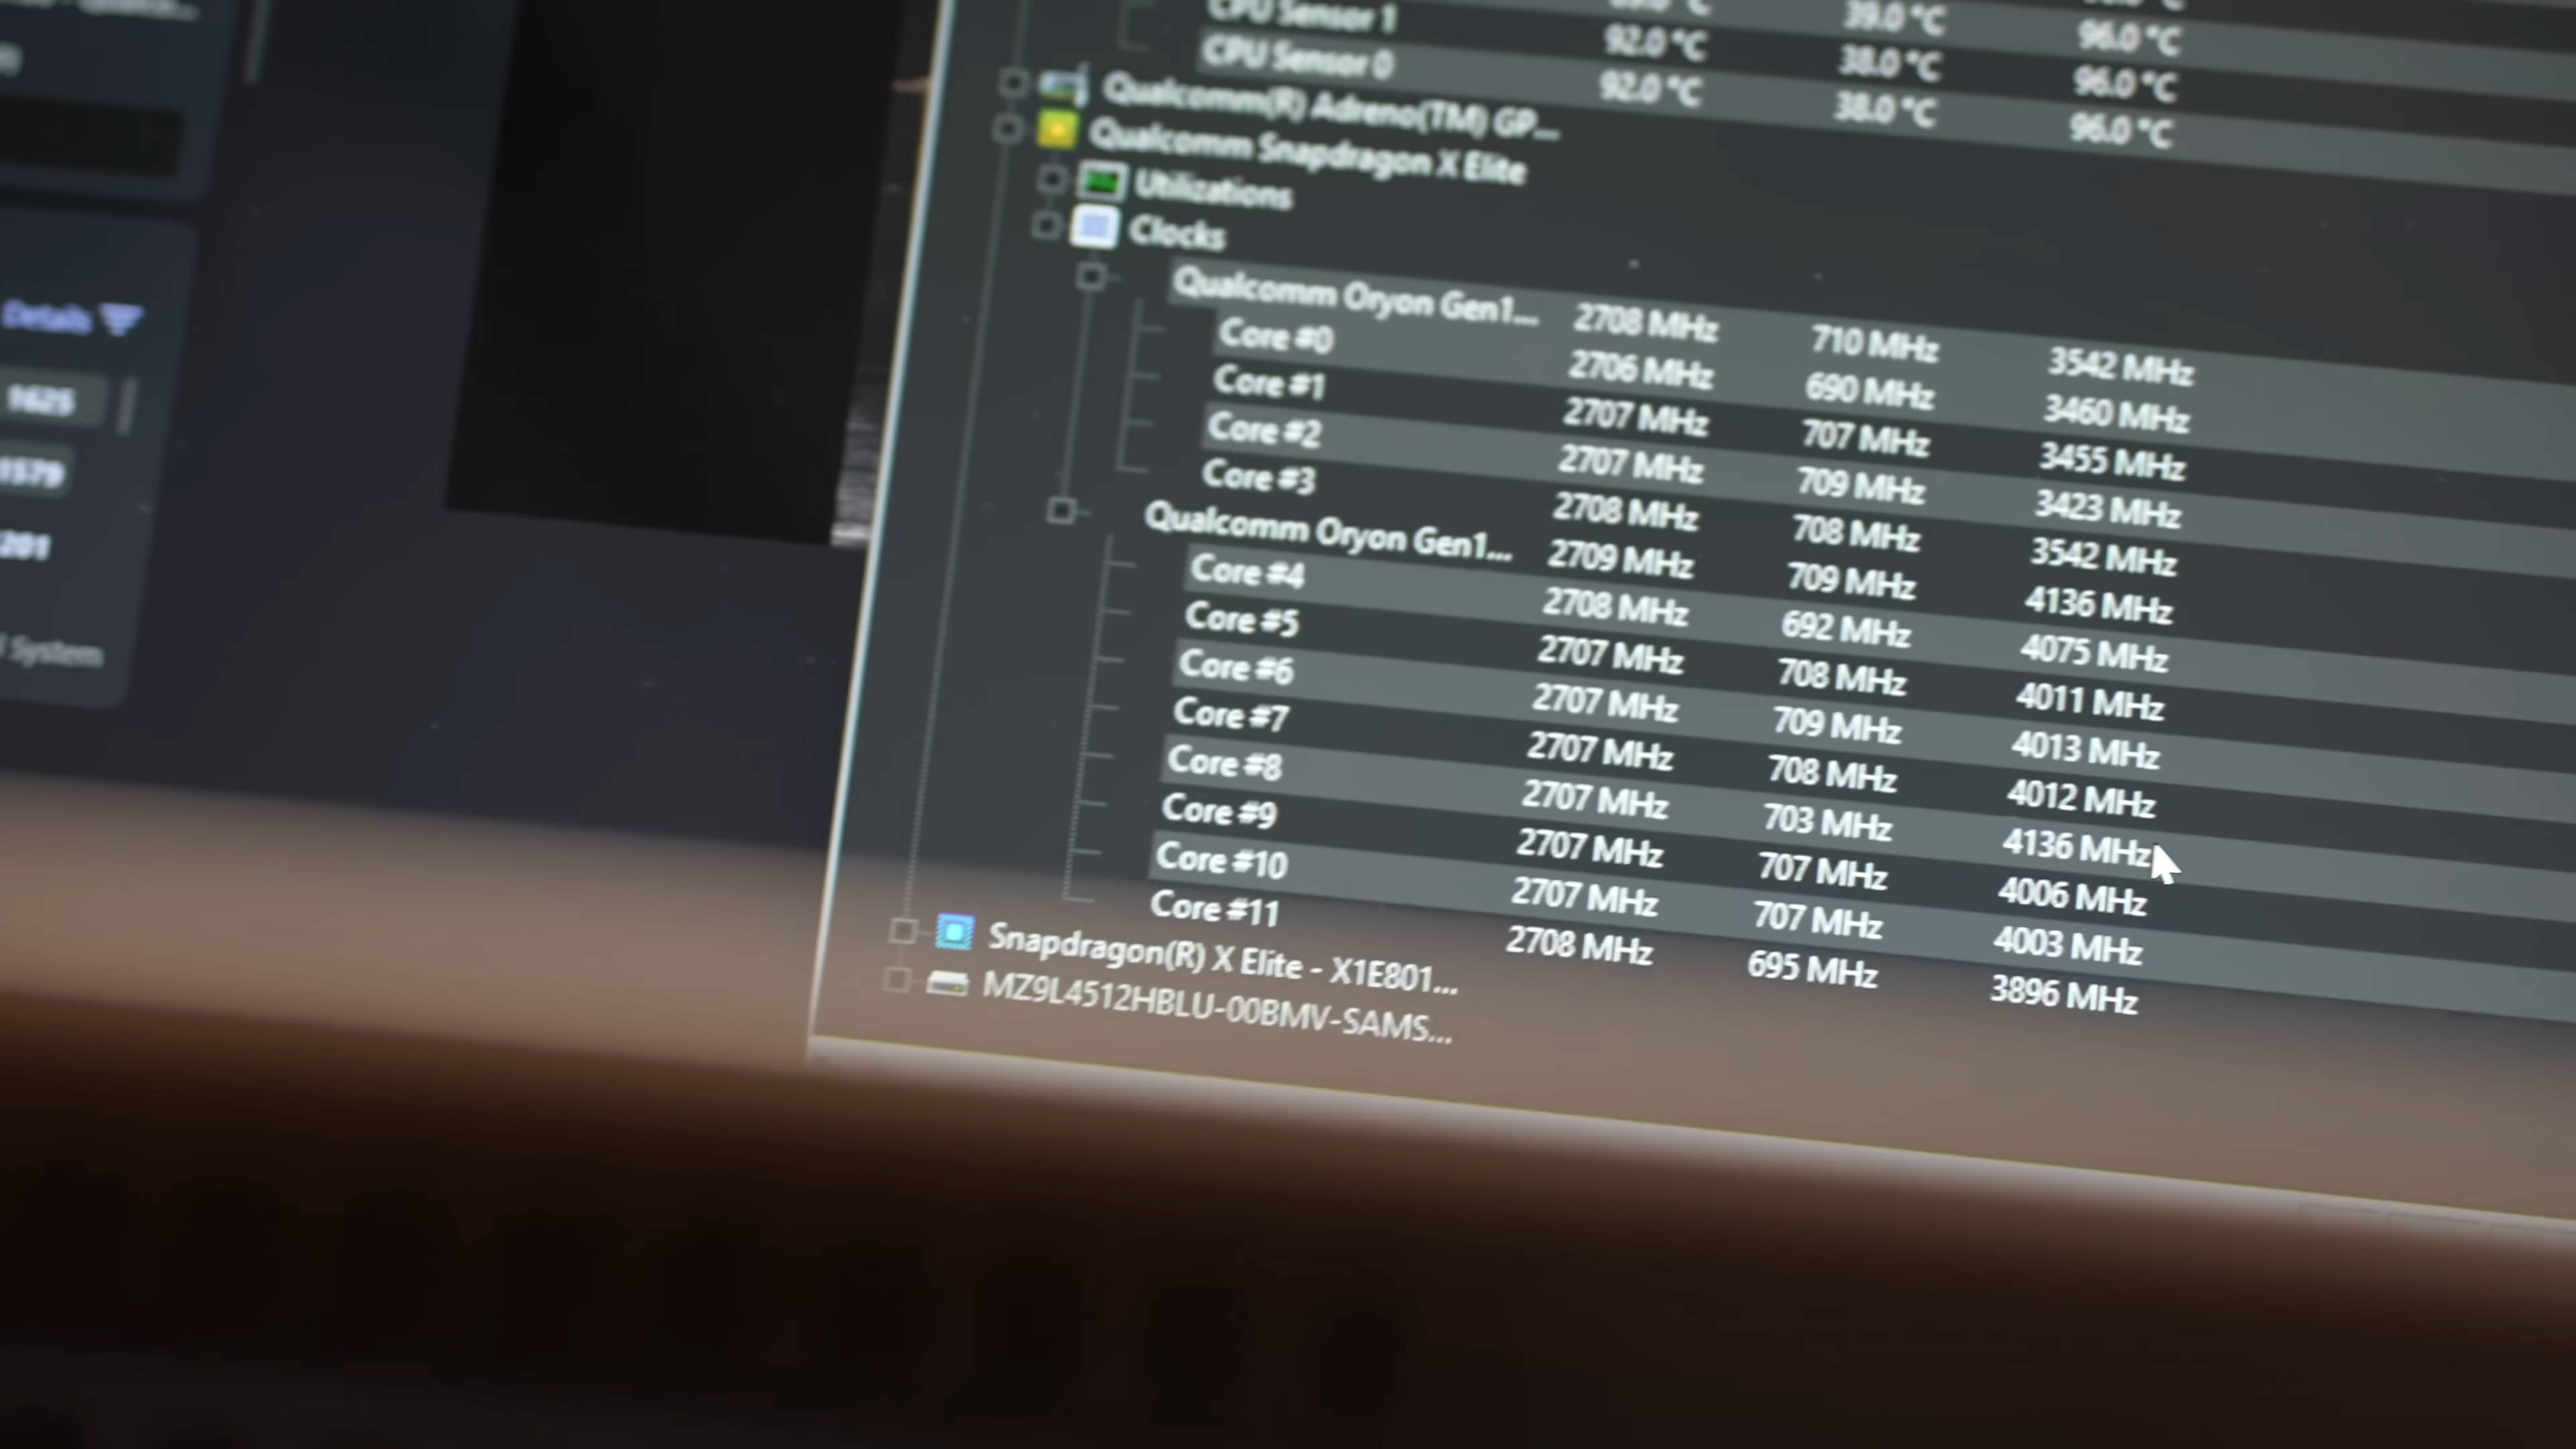 39.0 °C 96.0 °C
CPU Sensor 1 92.0 °C 38.0 °C 96.0 °C
CPU Sensor 0 92.0 °C 38.0 °C 96.0 °C
Qualcomm(R) Adreno(TM) GP...
Qualcomm Snapdragon X Elite
Utilizations
Clocks
Qualcomm Oryon Gen1... 2708 MHz 710 MHz 3542 MHz
Core #0 2706 MHz 690 MHz 3460 MHz
Core #1 2707 MHz 707 MHz 3455 MHz
Core #2 2707 MHz 709 MHz 3423 MHz
Core #3 2708 MHz 708 MHz 3542 MHz
Qualcomm Oryon Gen1... 2709 MHz 709 MHz 4136 MHz
Core #4 2708 MHz 692 MHz 4075 MHz
Core #5 2707 MHz 708 MHz 4011 MHz
Core #6 2707 MHz 709 MHz 4013 MHz
Core #7 2707 MHz 708 MHz 4012 MHz
Core #8 2707 MHz 703 MHz 4136 MHz
Core #9 2707 MHz 707 MHz 4006 MHz
Core #10 2707 MHz 707 MHz 4003 MHz
Core #11 2708 MHz 695 MHz 3896 MHz
Snapdragon(R) X Elite - X1E801...
MZ9L4512HBLU-00BMV-SAMS...
Details
1625
1579
201
System